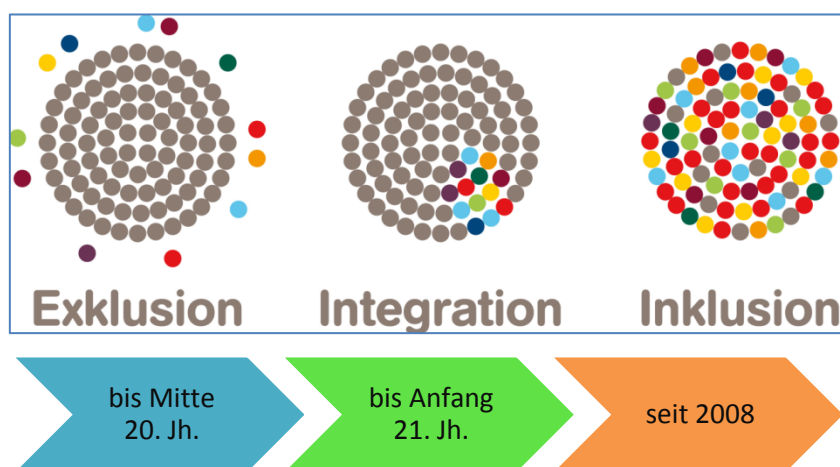 Exklusion
Integration
Inklusion
bis Mitte
20. Jh.
bis Anfang
21. Jh.
seit 2008